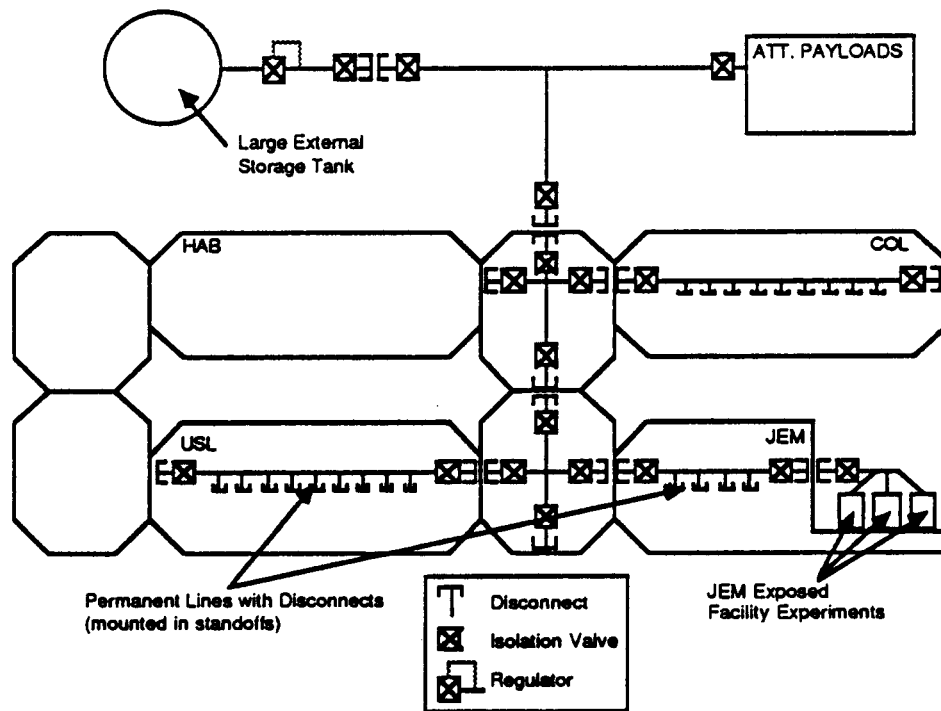 ATT. PAYLOADS
Large External
Storage Tank
HAB
COL
USL
JEM
Permanent Lines with Disconnects
(mounted in standoffs)
JEM Exposed
Facility Experiments
Disconnect
Isolation Valve
Regulator